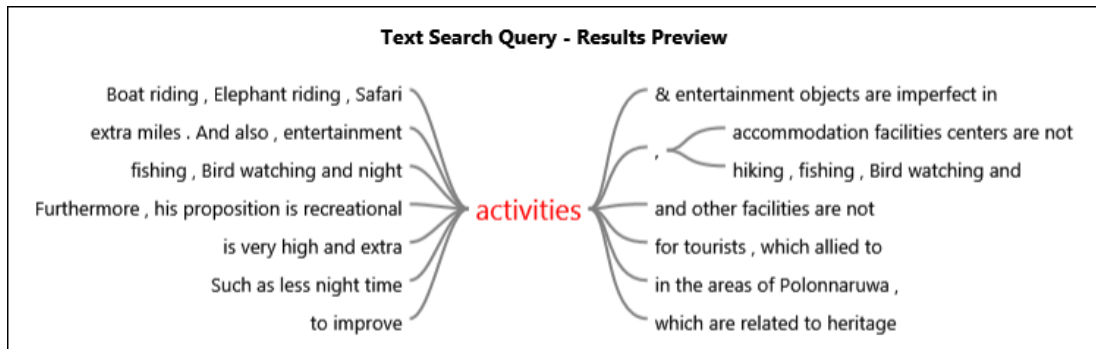 Text Search Query - Results Preview
Boat riding , Elephant riding , Safari
extra miles . And also , entertainment
fishing , Bird watching and night
Furthermore , his proposition is recreational
is very high and extra
Such as less night time
to improve
activities
& entertainment objects are imperfect in
,
accommodation facilities centers are not
hiking , fishing , Bird watching and
and other facilities are not
for tourists , which allied to
in the areas of Polonnaruwa ,
which are related to heritage